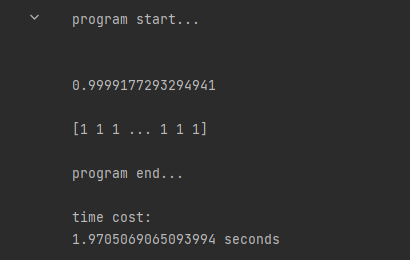 program start...
0.9999177293294941
[1 1 1 ... 1 1 1]
program end...
time cost:
1.9705069065093994 seconds